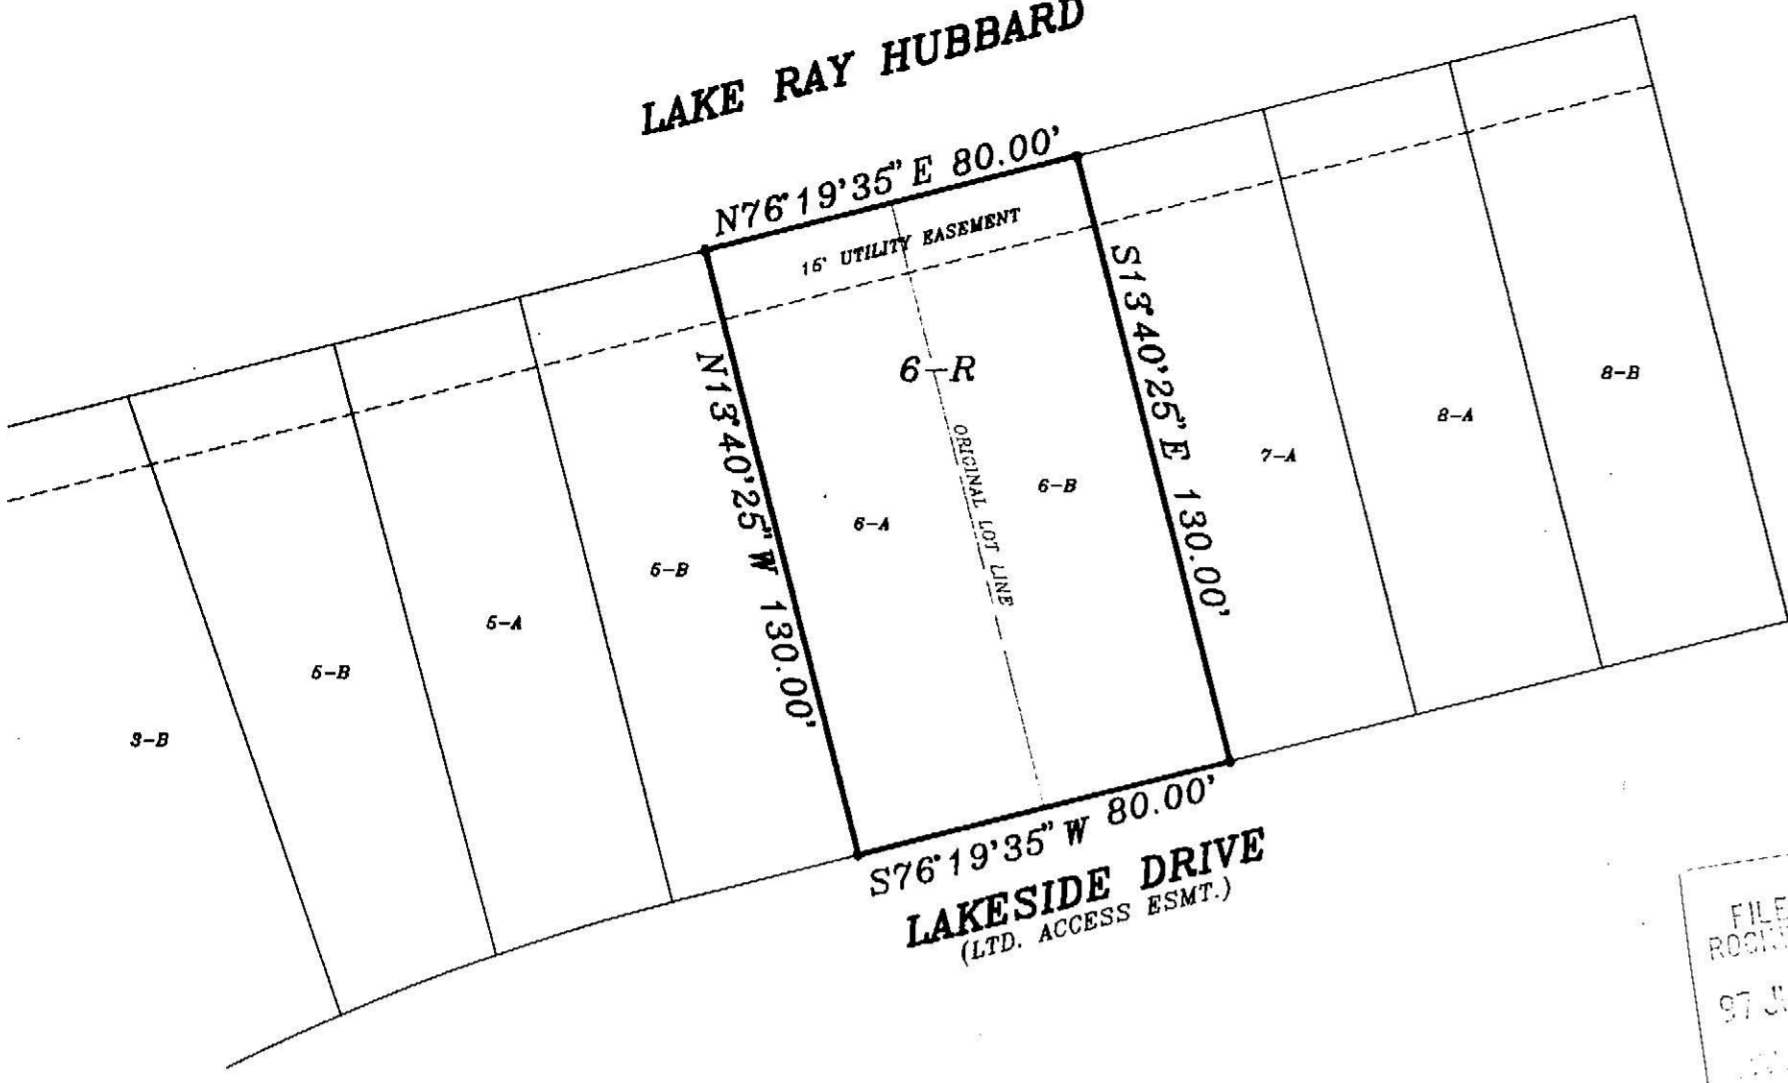 LAKE RAY HUBBARD
N76°19'35" E 80.00'
15' UTILITY EASEMENT
S13°40'25" E 130.00'
N13°40'25" W 130.00'
6-R
ORIGINAL LOT LINE
8-B
8-A
7-A
6-B
6-A
5-B
5-A
5-B
3-B
S76°19'35" W 80.00'
LAKESIDE DRIVE
(LTD. ACCESS ESMT.)
FILE
97